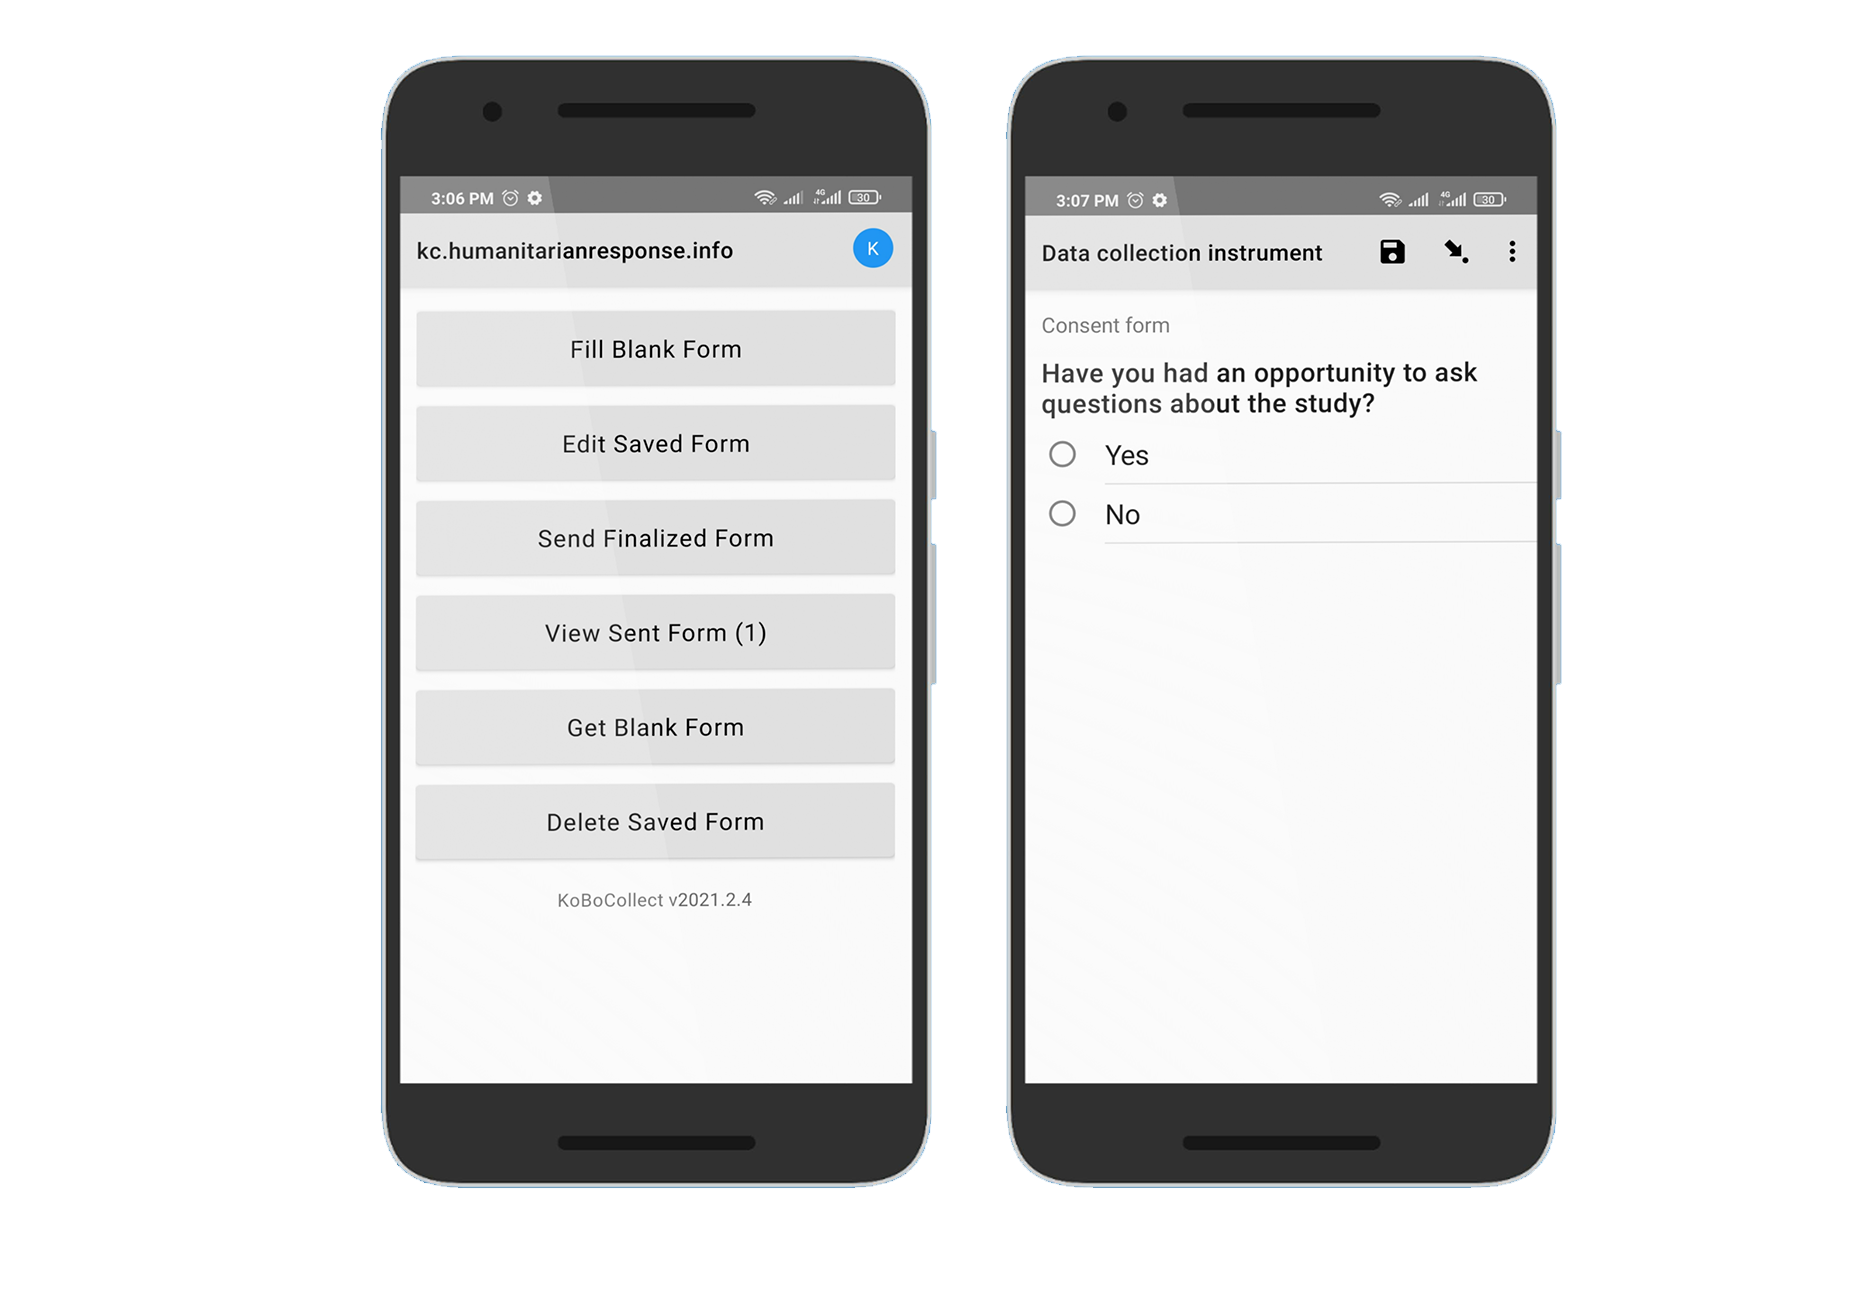 3:06 PM
4G
30
kc.humanitarianresponse.info
K
Fill Blank Form
Edit Saved Form
Send Finalized Form
View Sent Form (1)
Get Blank Form
Delete Saved Form
KoBoCollect v2021.2.4
3:07 PM
4G
30
Data collection instrument
Consent form
Have you had an opportunity to ask
questions about the study?
Yes
No